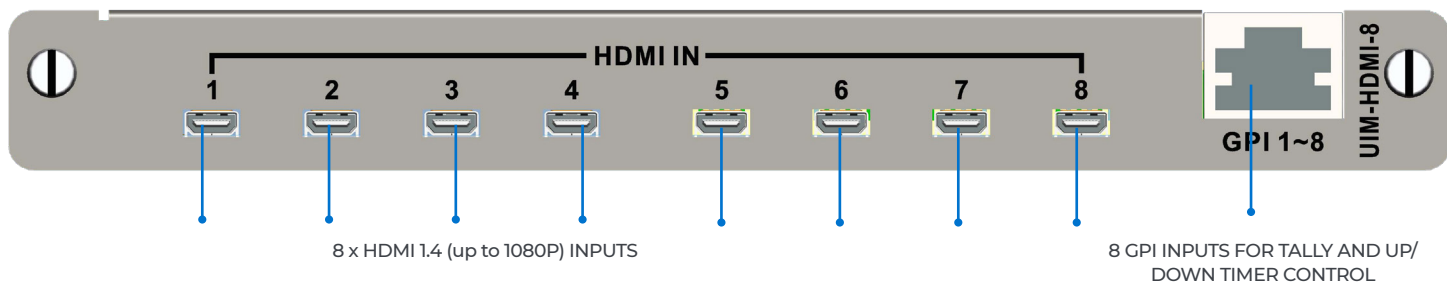 HDMI IN
1 2 3 4 5 6 7 8
GPI 1~8
UIM-HDMI-8
8 x HDMI 1.4 (up to 1080P) INPUTS
8 GPI INPUTS FOR TALLY AND UP/
DOWN TIMER CONTROL